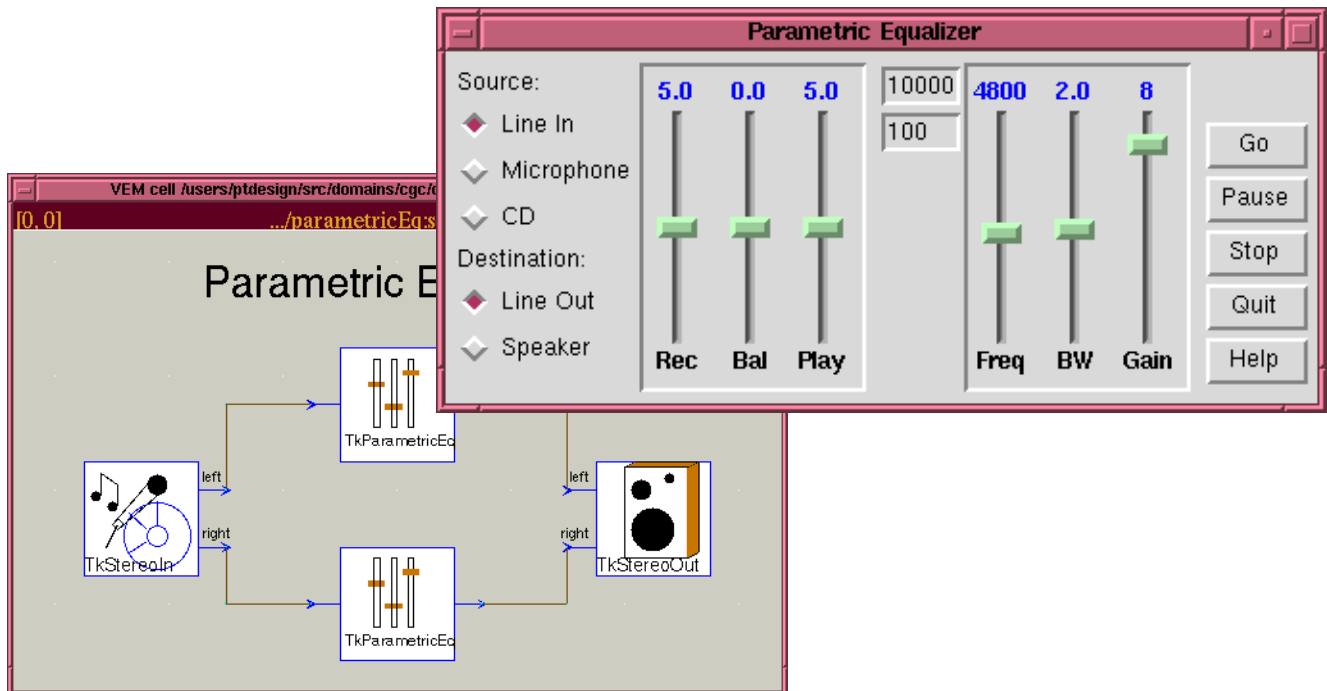 Parametric Equalizer
Source:
Line In
Microphone
CD
Destination:
Line Out
Speaker
5.0 0.0 5.0
Rec Bal Play
10000
100
4800 2.0 8
Freq BW Gain
Go
Pause
Stop
Quit
Help
VEM cell /users/ptdesign/src/domains/cgc/
[0, 0] .../parametricEq:s
Parametric E
TkParametricEq
left
right
TkStereoIn
left
right
TkStereoOut
TkParametricEq